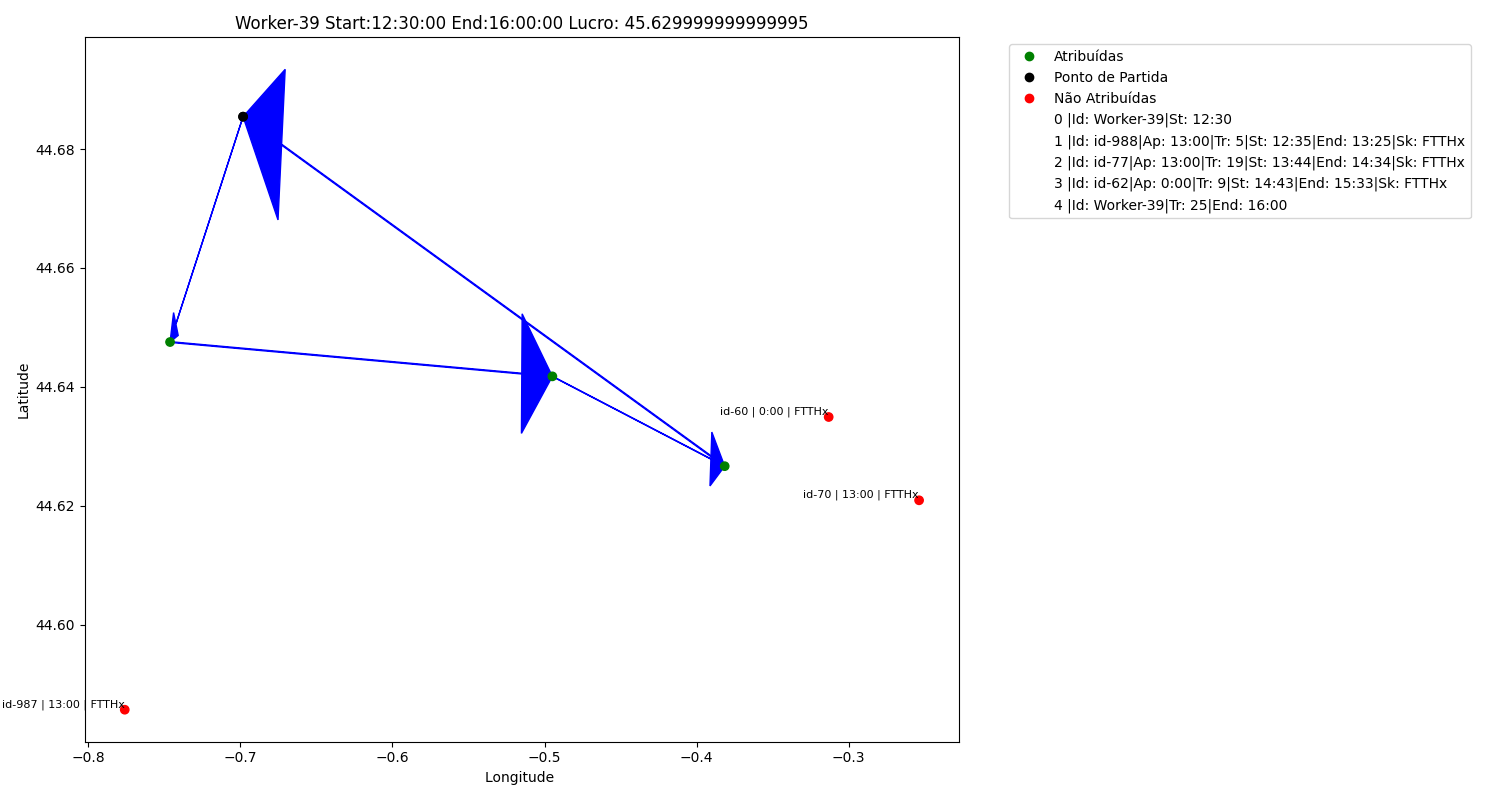 Worker-39 Start:12:30:00 End:16:00:00 Lucro: 45.629999999999995
Atribuídas
Ponto de Partida
Não Atribuídas
0 |Id: Worker-39|St: 12:30
1 |Id: id-988|Ap: 13:00|Tr: 5|St: 12:35|End: 13:25|Sk: FTTHx
2 |Id: id-77|Ap: 13:00|Tr: 19|St: 13:44|End: 14:34|Sk: FTTHx
3 |Id: id-62|Ap: 0:00|Tr: 9|St: 14:43|End: 15:33|Sk: FTTHx
4 |Id: Worker-39|Tr: 25|End: 16:00
44.68
44.66
44.64
44.62
44.60
Latitude
id-60 | 0:00 | FTTHx
id-70 | 13:00 | FTTHx
id-987 | 13:00 | FTTHx
−0.8
−0.7
−0.6
−0.5
−0.4
−0.3
Longitude